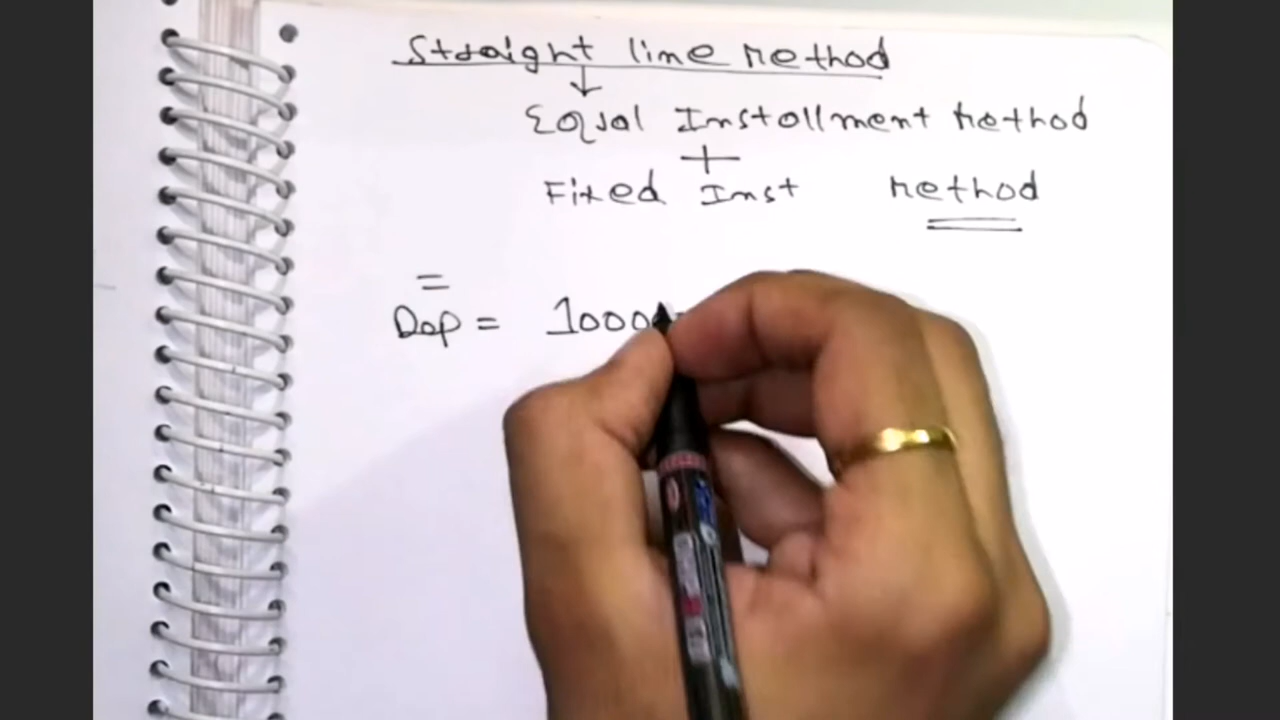 Straight line Method
Equal Installment Method
+
Fixed Inst Method
=
Dep = 1000